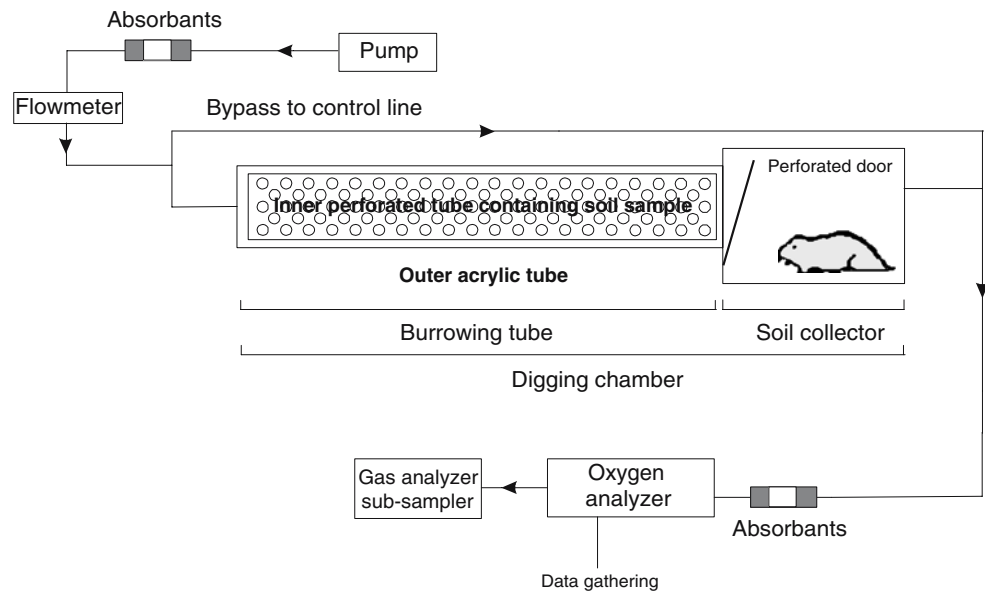 Absorbants
Pump
Flowmeter
Bypass to control line
Perforated door
Inner perforated tube containing soil sample
Outer acrylic tube
Burrowing tube
Soil collector
Digging chamber
Gas analyzer
sub-sampler
Oxygen
analyzer
Absorbants
Data gathering